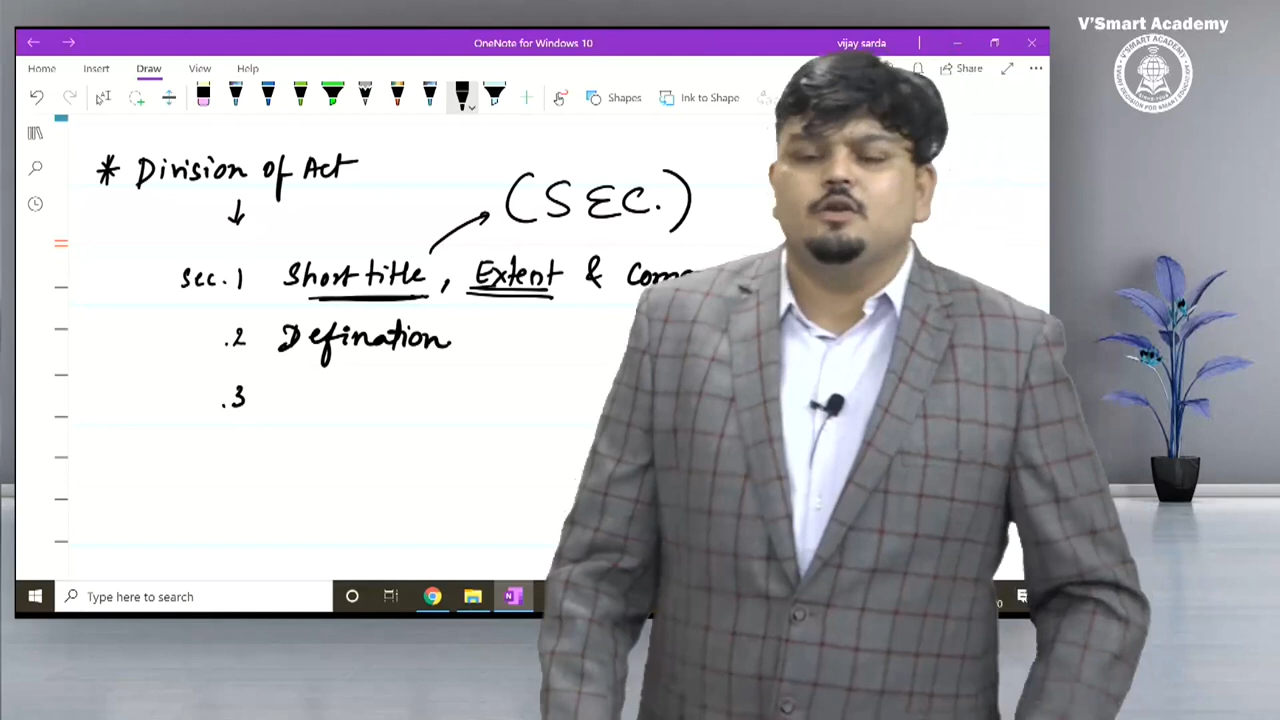 V'Smart Academy
OneNote for Windows 10
vijay sarda
Home Insert Draw View Help
Share
Shapes
Ink to Shape
* Division of Act
(SEC.)
Sec. 1 Short title, Extent &
.2 Defination
.3
Type here to search